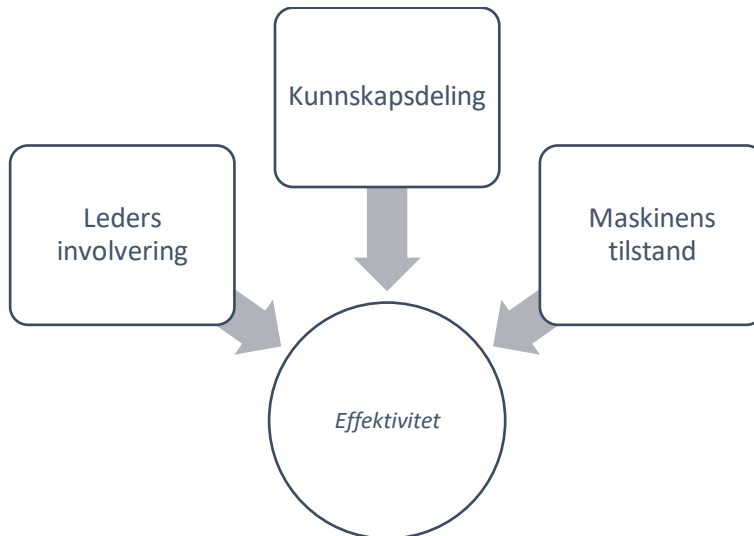 Kunnskapsdeling
Leders
involvering
Maskinens
tilstand
Effektivitet